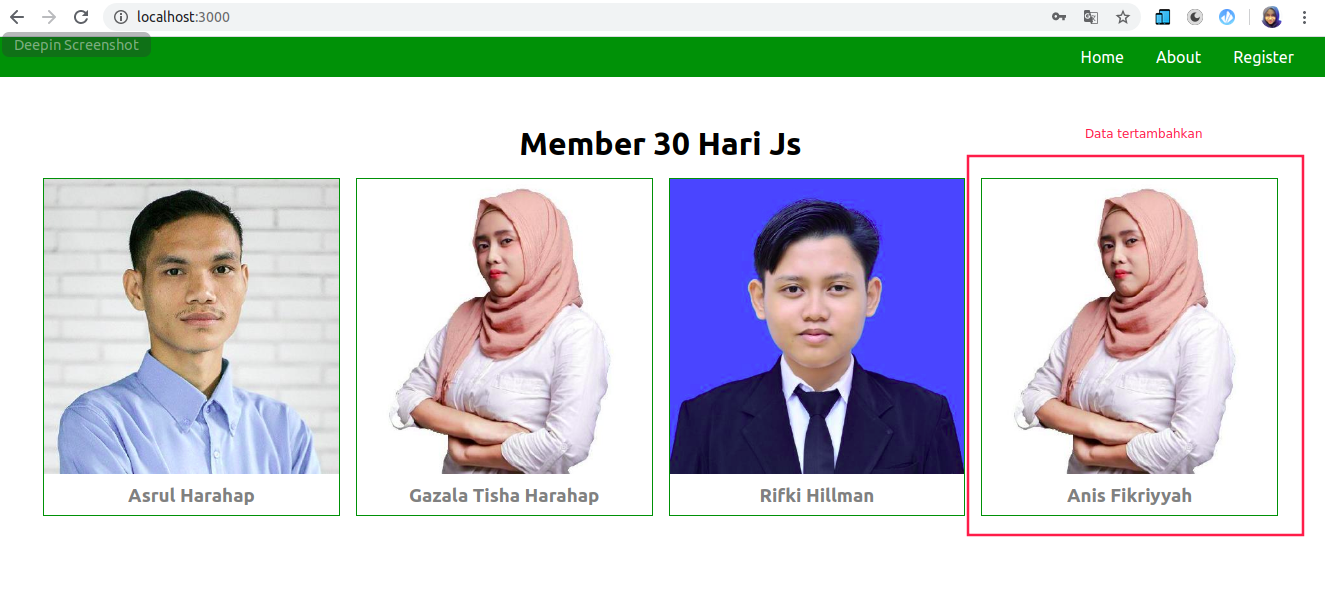 localhost:3000
Deepin Screenshot
Home About Register
Member 30 Hari Js
Data tertambahkan
Asrul Harahap
Gazala Tisha Harahap
Rifki Hillman
Anis Fikriyyah